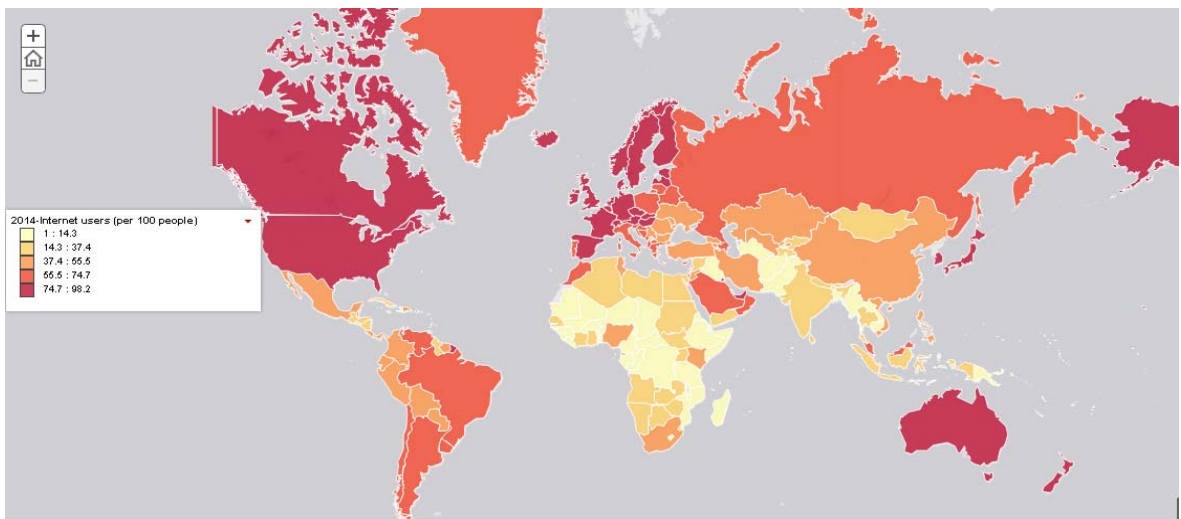 +
−
2014-Internet users (per 100 people)
1 : 14.3
14.3 : 37.4
37.4 : 55.5
55.5 : 74.7
74.7 : 98.2